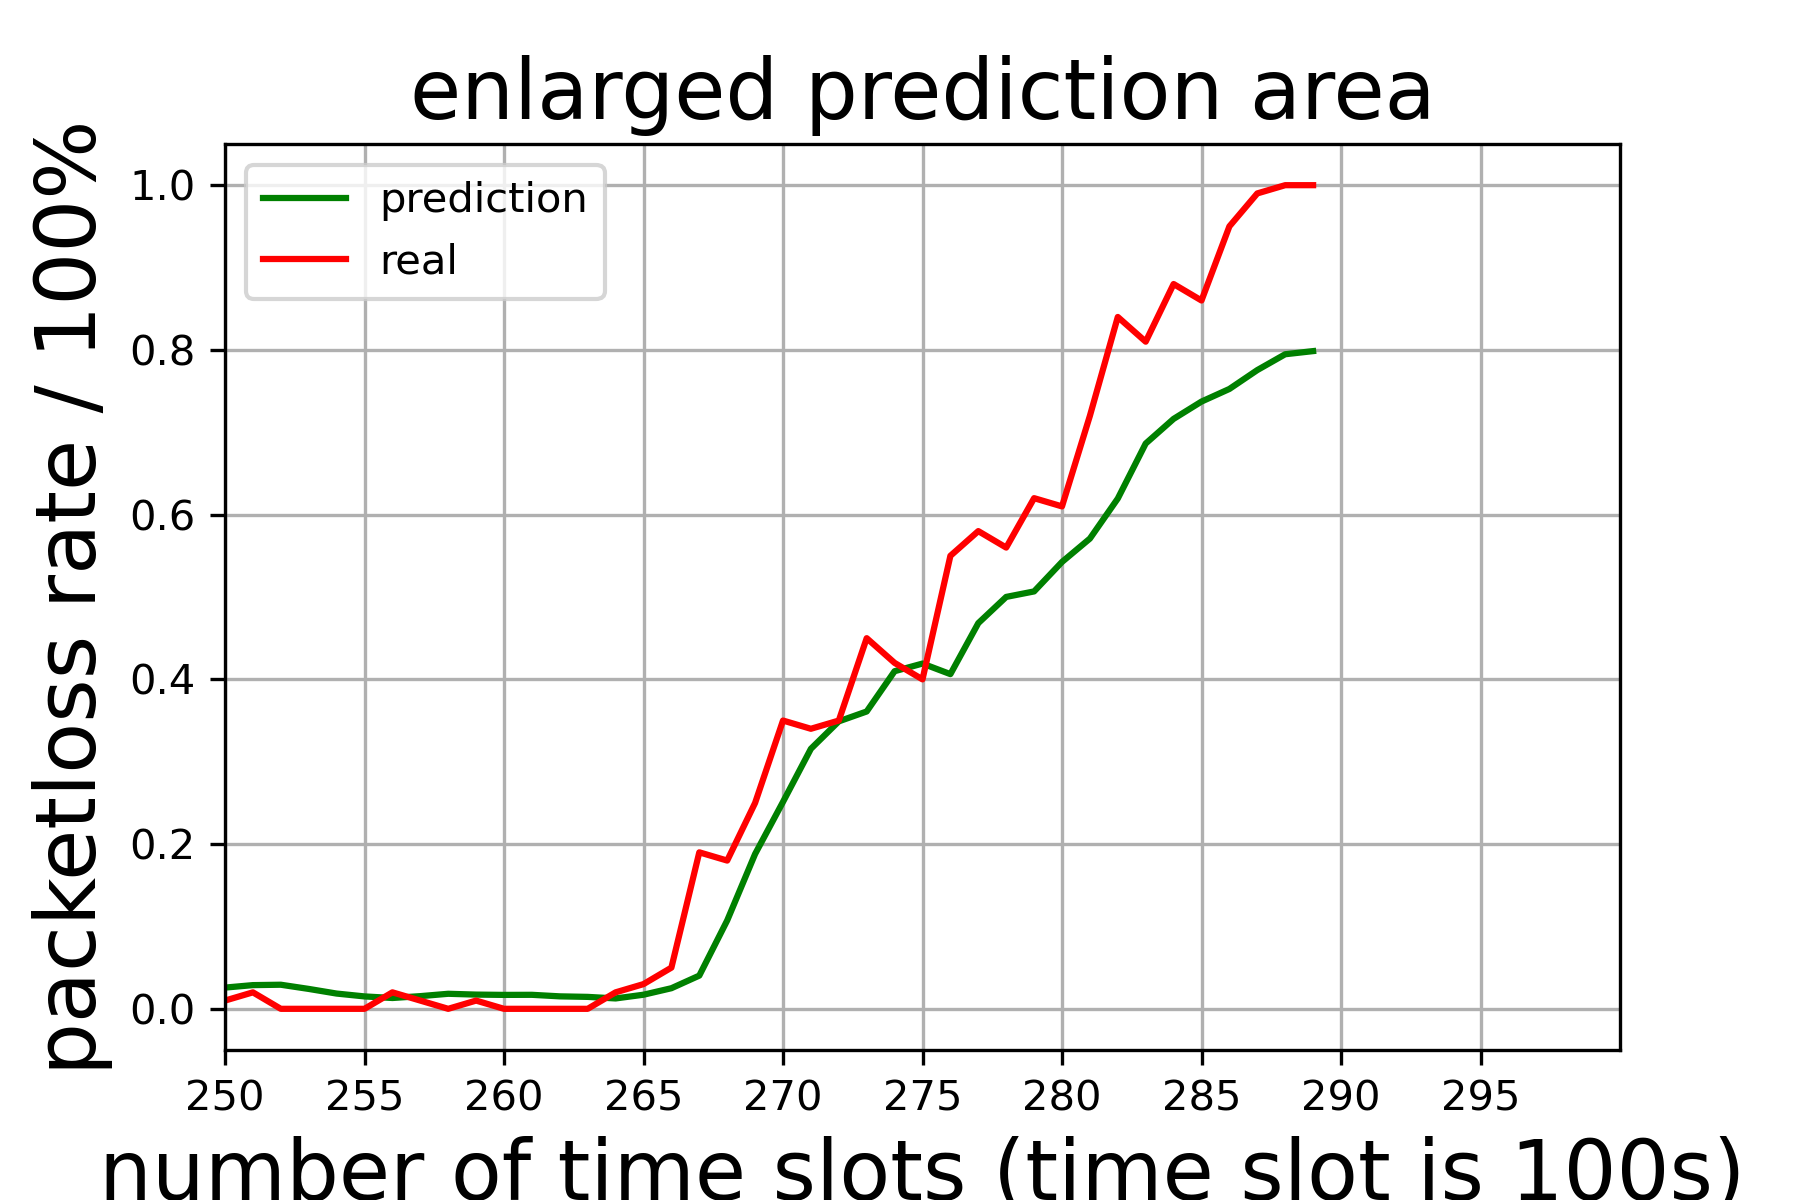 enlarged prediction area
packetloss rate / 100%
1.0
0.8
0.6
0.4
0.2
0.0
prediction
real
250 255 260 265 270 275 280 285 290 295
number of time slots (time slot is 100s)